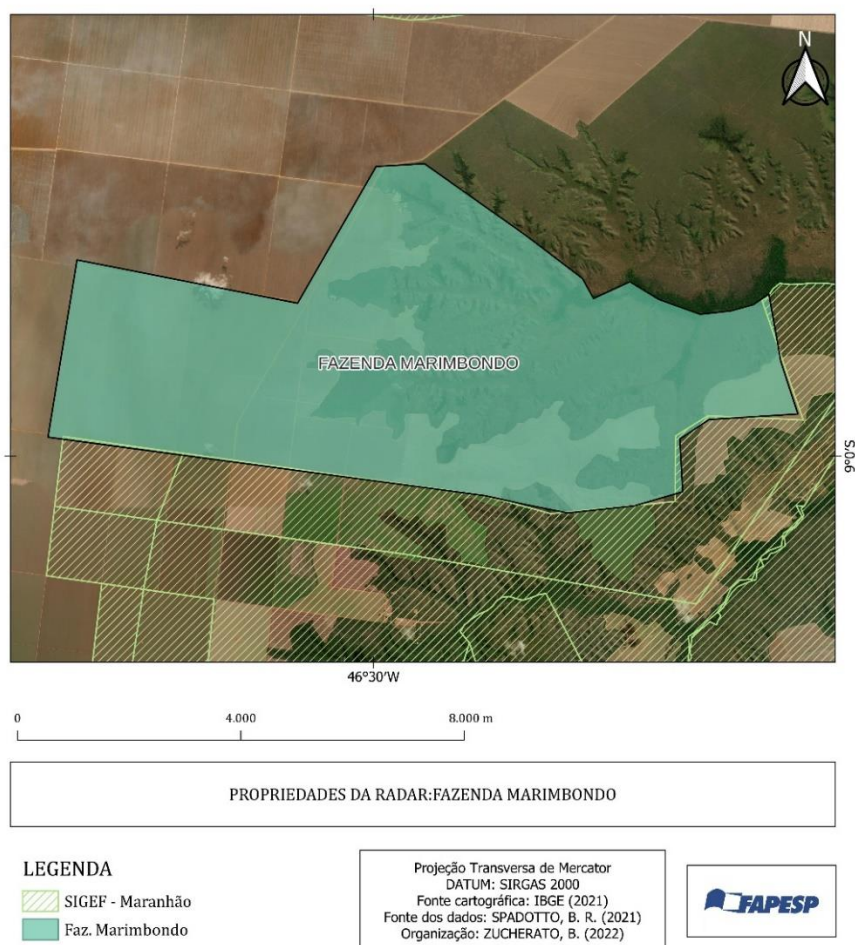 N
FAZENDA MARIMBONDO
9°0'S
46°30'W
0 4.000 8.000 m
PROPRIEDADES DA RADAR:FAZENDA MARIMBONDO
LEGENDA
SIGEF - Maranhão
Faz. Marimbondo
Projeção Transversa de Mercator
DATUM: SIRGAS 2000
Fonte cartográfica: IBGE (2021)
Fonte dos dados: SPADOTTO, B. R. (2021)
Organização: ZUCHERATO, B. (2022)
FAPESP